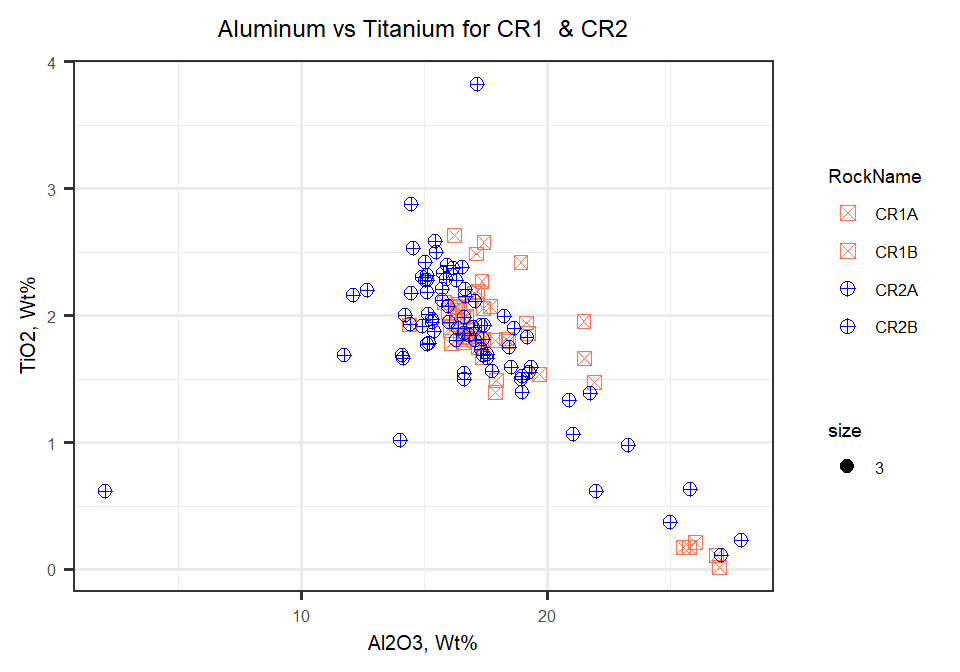 Aluminum vs Titanium for CR1  & CR2
TiO2, Wt%
4
3
2
1
0
10
20
Al2O3, Wt%
RockName
CR1A
CR1B
CR2A
CR2B
size
3